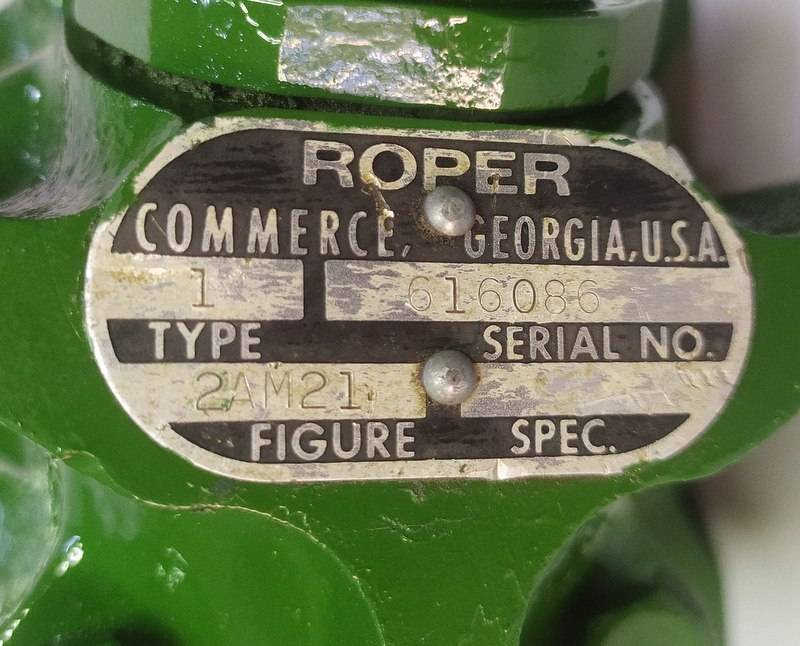 ROPER
COMMERCE, GEORGIA, U.S.A.
1 616086
TYPE SERIAL NO.
2AM21
FIGURE SPEC.